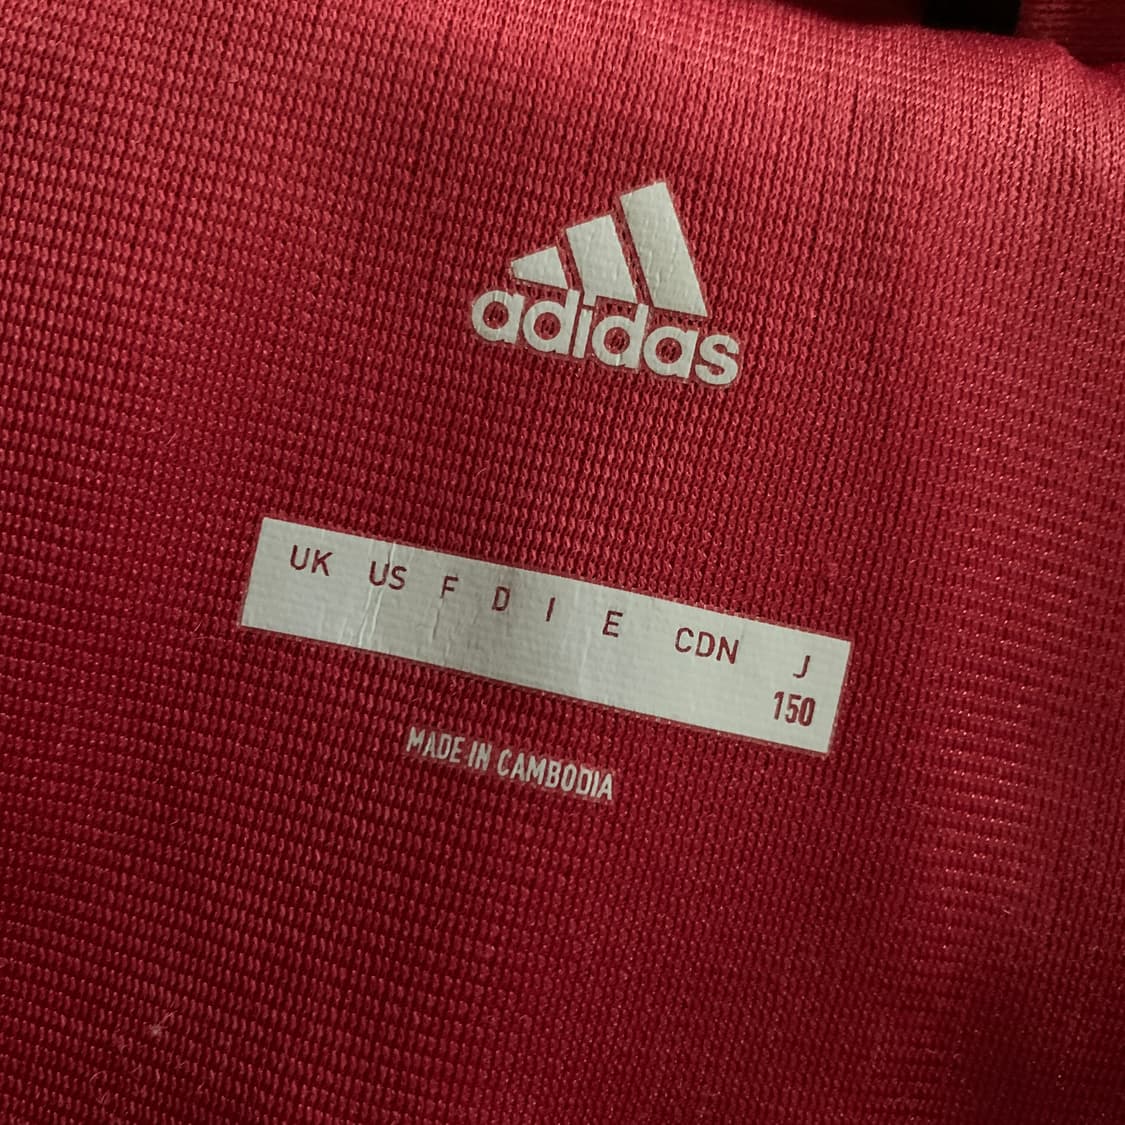 adidas
UK US F D I E CDN J
150
MADE IN CAMBODIA